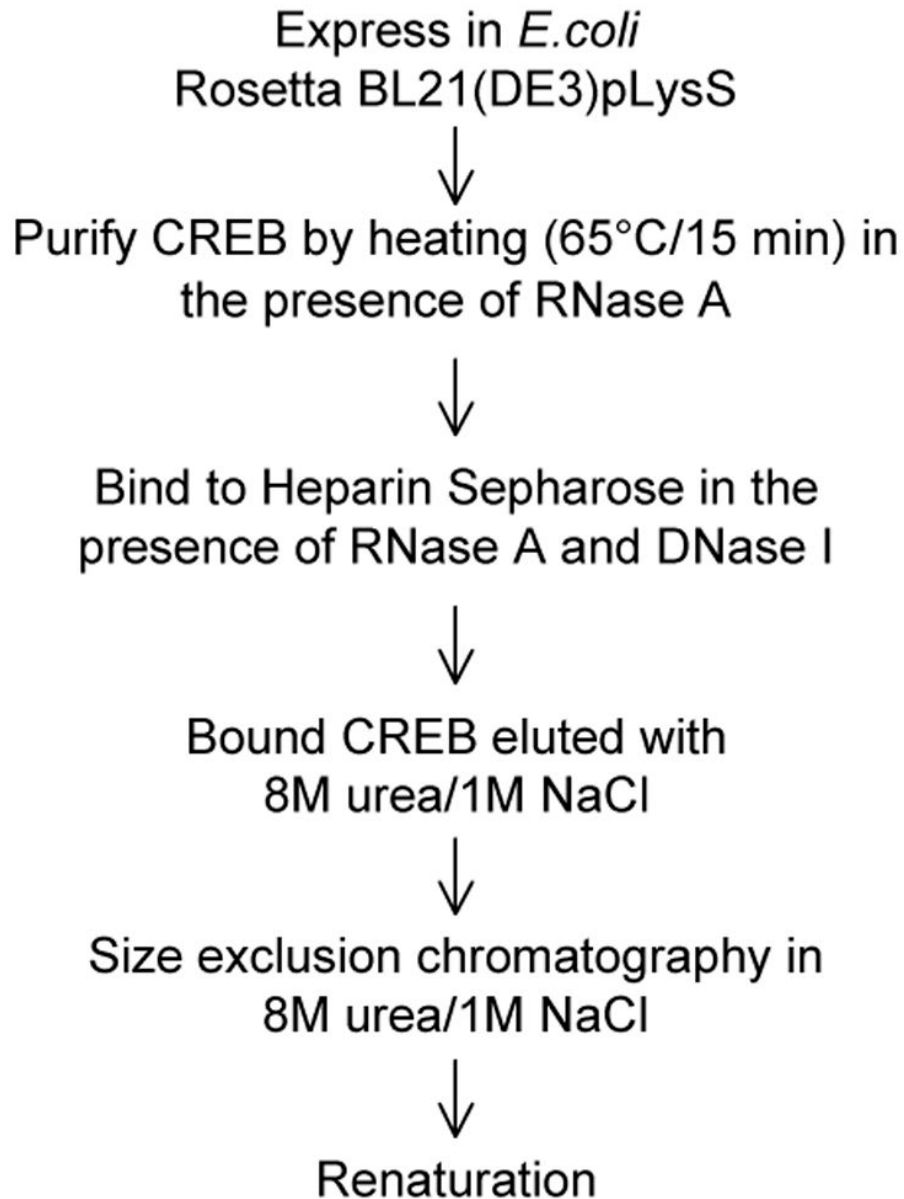 Express in E.coli
Rosetta BL21(DE3)pLysS
Purify CREB by heating (65°C/15 min) in
the presence of RNase A
Bind to Heparin Sepharose in the
presence of RNase A and DNase I
Bound CREB eluted with
8M urea/1M NaCl
Size exclusion chromatography in
8M urea/1M NaCl
Renaturation